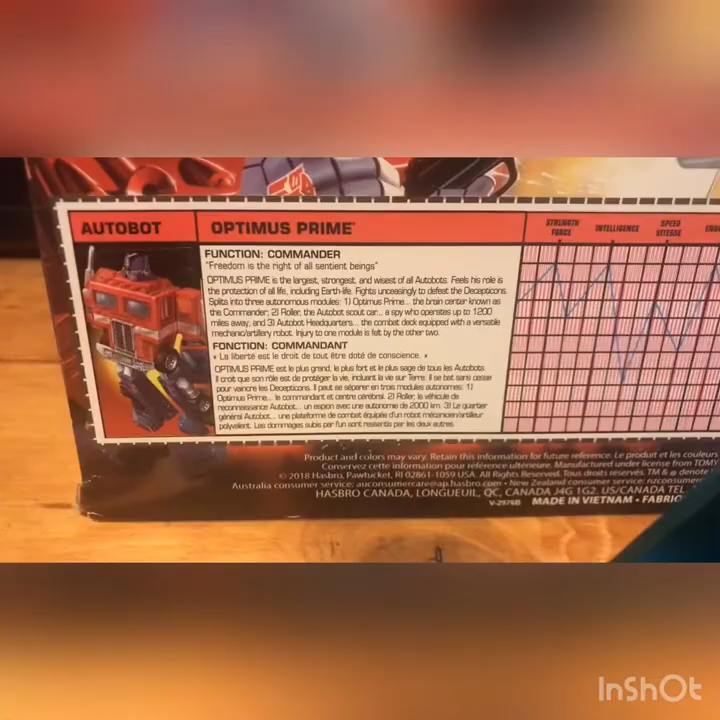 AUTOBOT
OPTIMUS PRIME
STRENGTH
FORCE
INTELLIGENCE
SPEED
VITESSE
FUNCTION: COMMANDER
"Freedom is the right of all sentient beings"
OPTIMUS PRIME is the largest, strongest, and wisest of all Autobots. Feels his role is
the protection of all life, including Earth-life. Fights unceasingly to defeat the Decepticons.
Splits into three autonomous modules: 1) Optimus Prime... the brain center known as
the Commander; 2) Roller, the Autobot scout car... a spy who operates up to 1200
miles away; and 3) Autobot Headquarters... the combat deck equipped with a versatile
mechanic/artillery robot. Injury to one module is felt by the other two.
FONCTION: COMMANDANT
« La liberté est le droit de tout être doté de conscience. »
OPTIMUS PRIME est le plus grand, le plus fort et le plus sage de tous les Autobots.
Il croit que son rôle est de protéger la vie, incluant la vie sur Terre. Il se bat sans cesse
pour vaincre les Decepticons. Il peut se séparer en trois modules autonomes: 1)
Optimus Prime... le commandant et centre cérébral. 2) Roller, le véhicule de
reconnaissance Autobot... un espion avec une autonomie de 2000 km. 3) Le quartier
général Autobot... une plateforme de combat équipée d'un robot mécanicien/artilleur
polyvalent. Les dommages subis par l'un sont ressentis par les deux autres.
Product and colors may vary. Retain this information for future reference. Le produit et les couleurs
Conservez cette information pour référence ultérieure. Manufactured under license from TOMY
© 2018 Hasbro, Pawtucket, RI 02861-1059 USA. All Rights Reserved. Tous droits réservés. TM & ® denote
Australia consumer service: auconsumercare@ap.hasbro.com • New Zealand consumer service:
HASBRO CANADA, LONGUEUIL, QC, CANADA J4G 1G2. US/CANADA TEL
V-2976B MADE IN VIETNAM • FABRIQ
InShOt